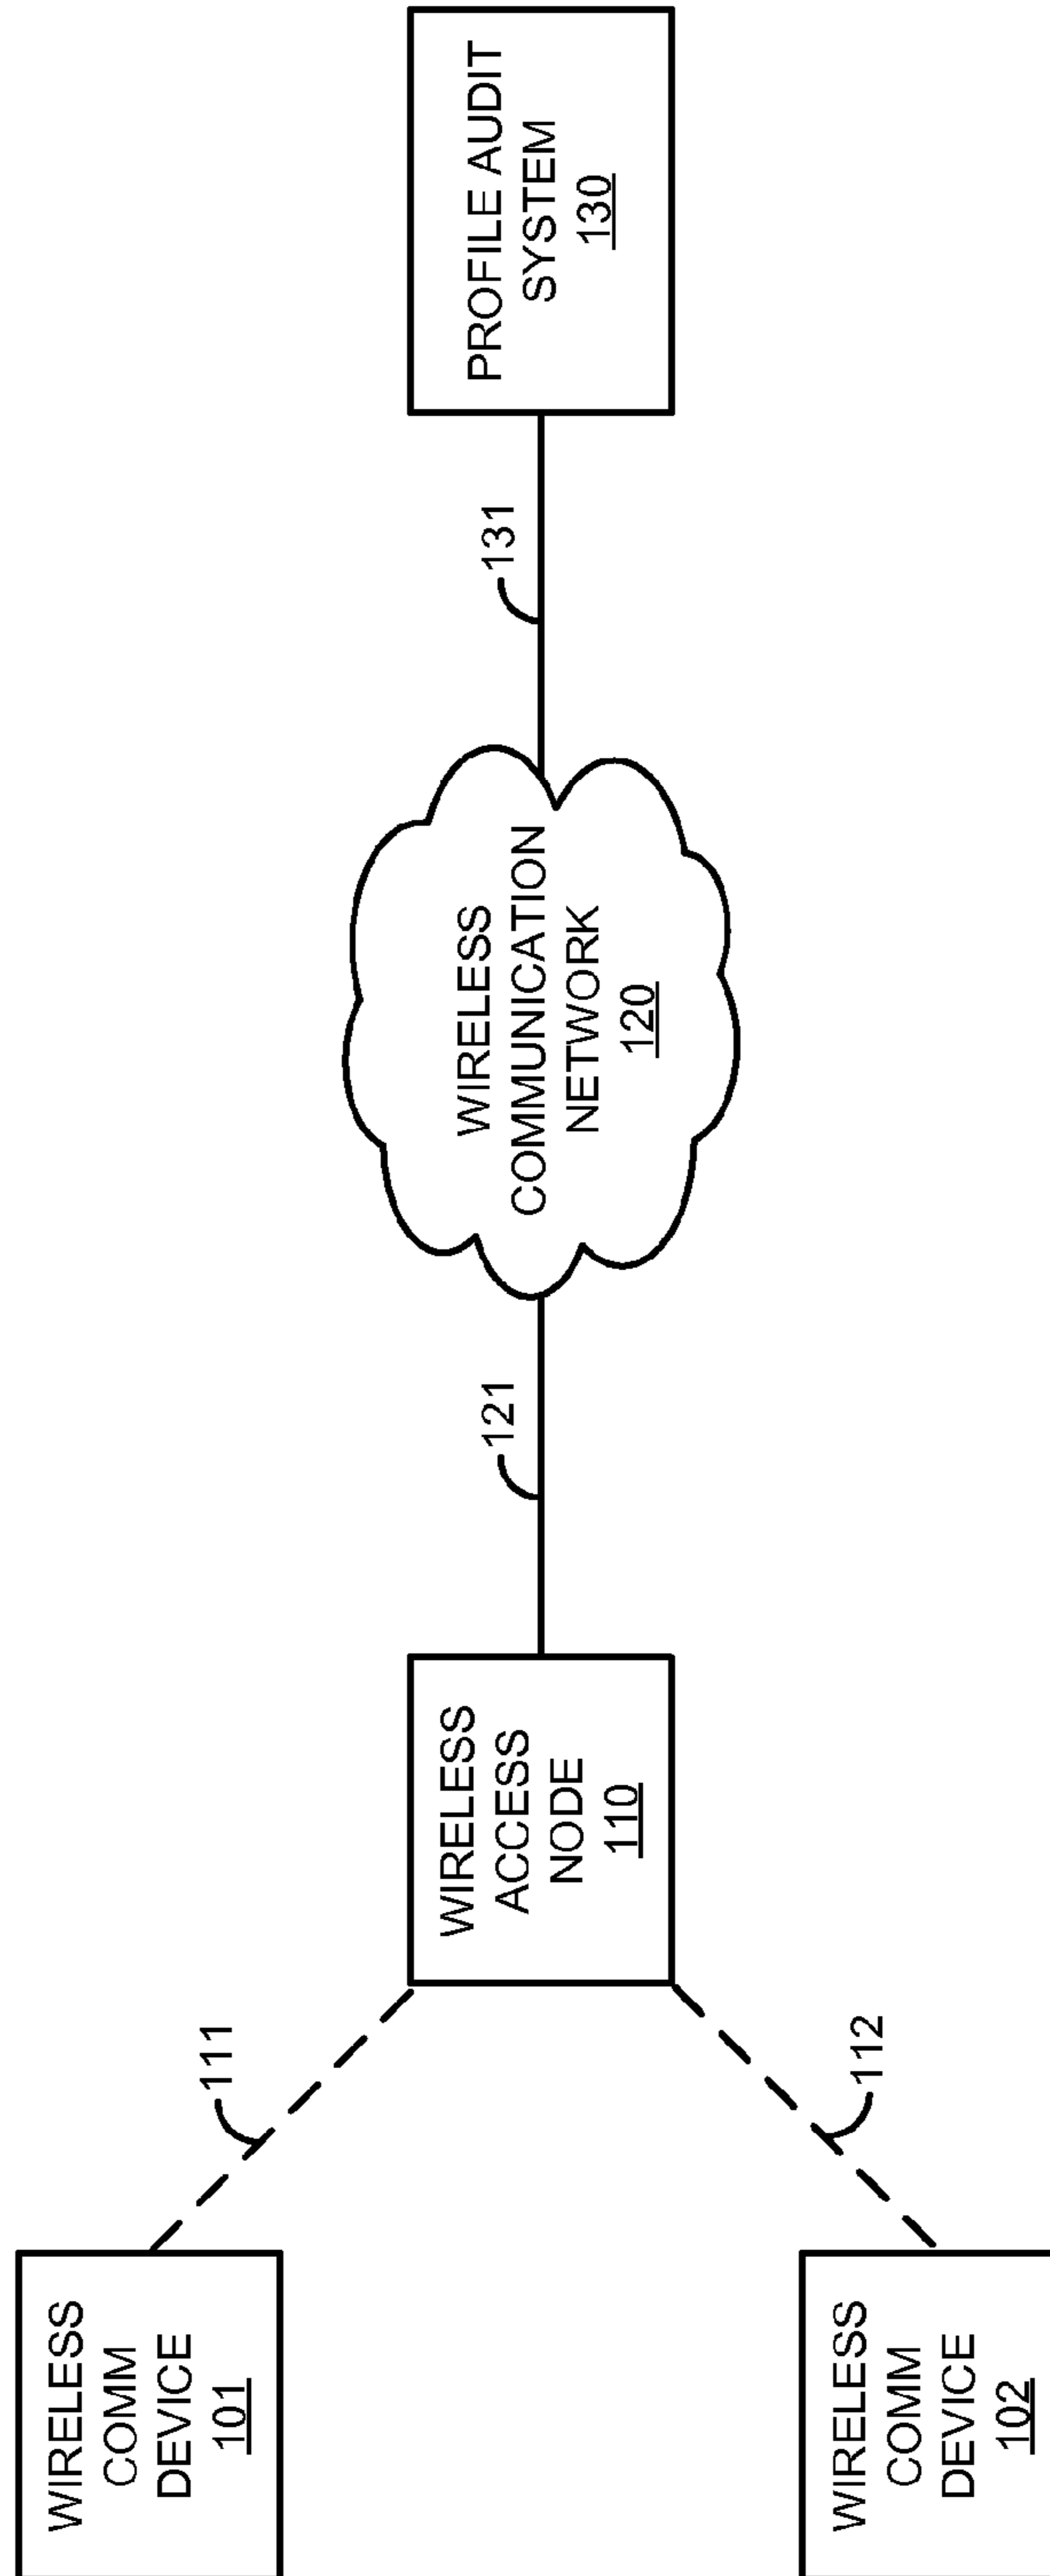 WIRELESS
COMM
DEVICE
101
111
WIRELESS
COMM
DEVICE
102
112
WIRELESS
ACCESS
NODE
110
121
WIRELESS
COMMUNICATION
NETWORK
120
131
PROFILE AUDIT
SYSTEM
130